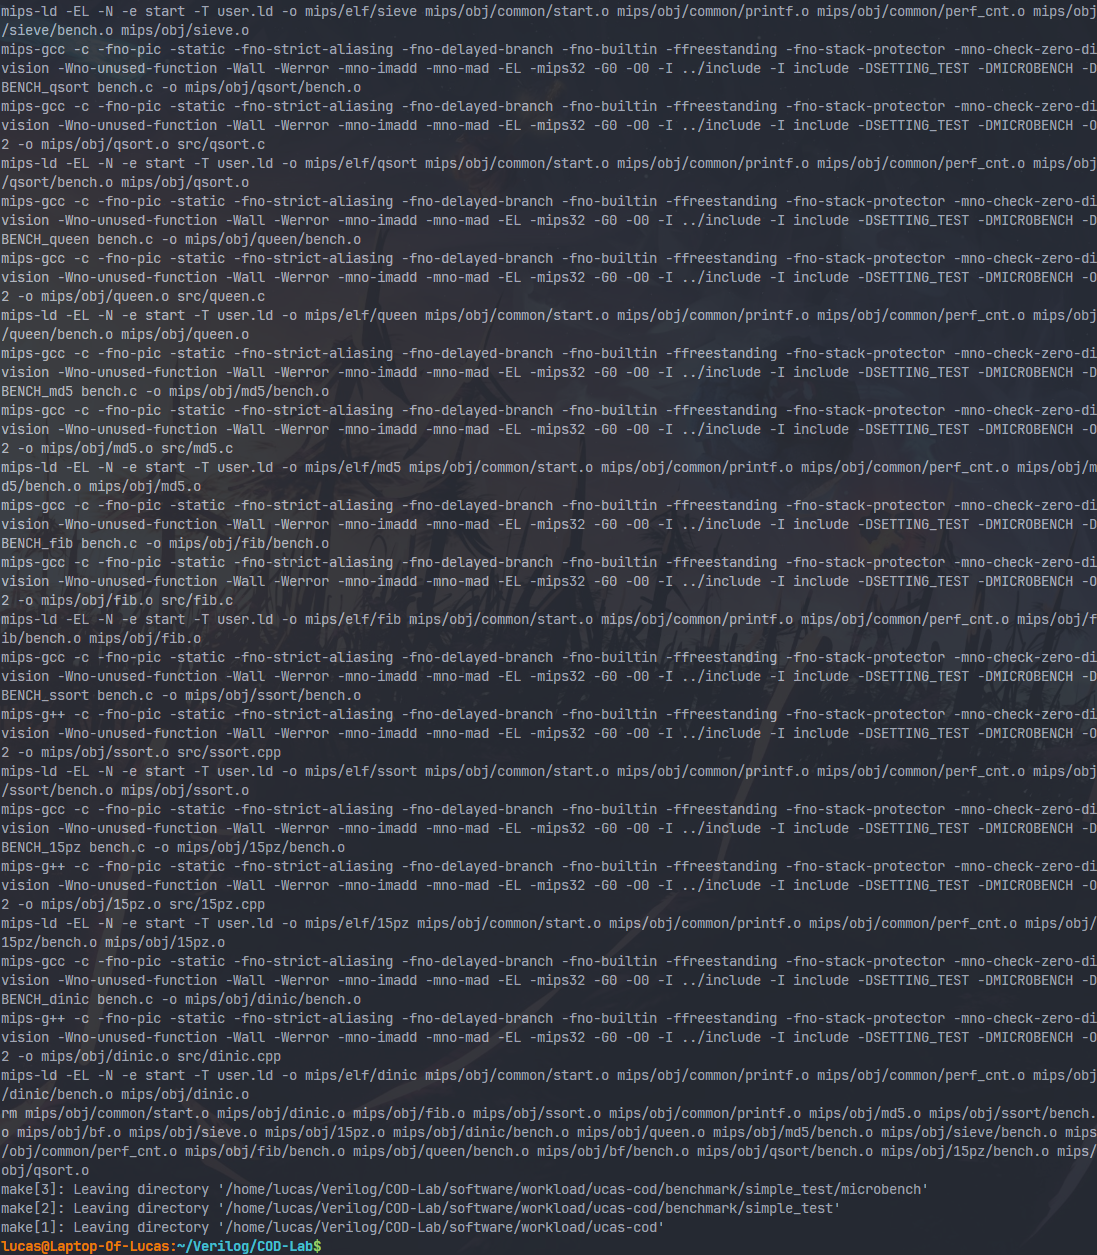 mips-ld -EL -N -e start -T user.ld -o mips/elf/sieve mips/obj/common/start.o mips/obj/common/printf.o mips/obj/common/perf_cnt.o mips/obj
/sieve/bench.o mips/obj/sieve.o
mips-gcc -c -fno-pic -static -fno-strict-aliasing -fno-delayed-branch -fno-builtin -ffreestanding -fno-stack-protector -mno-check-zero-di
vision -Wno-unused-function -Wall -Werror -mno-imadd -mno-mad -EL -mips32 -G0 -O0 -I ../include -I include -DSETTING_TEST -DMICROBENCH -D
BENCH_qsort bench.c -o mips/obj/qsort/bench.o
mips-gcc -c -fno-pic -static -fno-strict-aliasing -fno-delayed-branch -fno-builtin -ffreestanding -fno-stack-protector -mno-check-zero-di
vision -Wno-unused-function -Wall -Werror -mno-imadd -mno-mad -EL -mips32 -G0 -O0 -I ../include -I include -DSETTING_TEST -DMICROBENCH -O
2 -o mips/obj/qsort.o src/qsort.c
mips-ld -EL -N -e start -T user.ld -o mips/elf/qsort mips/obj/common/start.o mips/obj/common/printf.o mips/obj/common/perf_cnt.o mips/obj
/qsort/bench.o mips/obj/qsort.o
mips-gcc -c -fno-pic -static -fno-strict-aliasing -fno-delayed-branch -fno-builtin -ffreestanding -fno-stack-protector -mno-check-zero-di
vision -Wno-unused-function -Wall -Werror -mno-imadd -mno-mad -EL -mips32 -G0 -O0 -I ../include -I include -DSETTING_TEST -DMICROBENCH -D
BENCH_queen bench.c -o mips/obj/queen/bench.o
mips-gcc -c -fno-pic -static -fno-strict-aliasing -fno-delayed-branch -fno-builtin -ffreestanding -fno-stack-protector -mno-check-zero-di
vision -Wno-unused-function -Wall -Werror -mno-imadd -mno-mad -EL -mips32 -G0 -O0 -I ../include -I include -DSETTING_TEST -DMICROBENCH -O
2 -o mips/obj/queen.o src/queen.c
mips-ld -EL -N -e start -T user.ld -o mips/elf/queen mips/obj/common/start.o mips/obj/common/printf.o mips/obj/common/perf_cnt.o mips/obj
/queen/bench.o mips/obj/queen.o
mips-gcc -c -fno-pic -static -fno-strict-aliasing -fno-delayed-branch -fno-builtin -ffreestanding -fno-stack-protector -mno-check-zero-di
vision -Wno-unused-function -Wall -Werror -mno-imadd -mno-mad -EL -mips32 -G0 -O0 -I ../include -I include -DSETTING_TEST -DMICROBENCH -D
BENCH_md5 bench.c -o mips/obj/md5/bench.o
mips-gcc -c -fno-pic -static -fno-strict-aliasing -fno-delayed-branch -fno-builtin -ffreestanding -fno-stack-protector -mno-check-zero-di
vision -Wno-unused-function -Wall -Werror -mno-imadd -mno-mad -EL -mips32 -G0 -O0 -I ../include -I include -DSETTING_TEST -DMICROBENCH -O
2 -o mips/obj/md5.o src/md5.c
mips-ld -EL -N -e start -T user.ld -o mips/elf/md5 mips/obj/common/start.o mips/obj/common/printf.o mips/obj/common/perf_cnt.o mips/obj/m
d5/bench.o mips/obj/md5.o
mips-gcc -c -fno-pic -static -fno-strict-aliasing -fno-delayed-branch -fno-builtin -ffreestanding -fno-stack-protector -mno-check-zero-di
vision -Wno-unused-function -Wall -Werror -mno-imadd -mno-mad -EL -mips32 -G0 -O0 -I ../include -I include -DSETTING_TEST -DMICROBENCH -D
BENCH_fib bench.c -o mips/obj/fib/bench.o
mips-gcc -c -fno-pic -static -fno-strict-aliasing -fno-delayed-branch -fno-builtin -ffreestanding -fno-stack-protector -mno-check-zero-di
vision -Wno-unused-function -Wall -Werror -mno-imadd -mno-mad -EL -mips32 -G0 -O0 -I ../include -I include -DSETTING_TEST -DMICROBENCH -O
2 -o mips/obj/fib.o src/fib.c
mips-ld -EL -N -e start -T user.ld -o mips/elf/fib mips/obj/common/start.o mips/obj/common/printf.o mips/obj/common/perf_cnt.o mips/obj/f
ib/bench.o mips/obj/fib.o
mips-gcc -c -fno-pic -static -fno-strict-aliasing -fno-delayed-branch -fno-builtin -ffreestanding -fno-stack-protector -mno-check-zero-di
vision -Wno-unused-function -Wall -Werror -mno-imadd -mno-mad -EL -mips32 -G0 -O0 -I ../include -I include -DSETTING_TEST -DMICROBENCH -D
BENCH_ssort bench.c -o mips/obj/ssort/bench.o
mips-g++ -c -fno-pic -static -fno-strict-aliasing -fno-delayed-branch -fno-builtin -ffreestanding -fno-stack-protector -mno-check-zero-di
vision -Wno-unused-function -Wall -Werror -mno-imadd -mno-mad -EL -mips32 -G0 -O0 -I ../include -I include -DSETTING_TEST -DMICROBENCH -O
2 -o mips/obj/ssort.o src/ssort.cpp
mips-ld -EL -N -e start -T user.ld -o mips/elf/ssort mips/obj/common/start.o mips/obj/common/printf.o mips/obj/common/perf_cnt.o mips/obj
/ssort/bench.o mips/obj/ssort.o
mips-gcc -c -fno-pic -static -fno-strict-aliasing -fno-delayed-branch -fno-builtin -ffreestanding -fno-stack-protector -mno-check-zero-di
vision -Wno-unused-function -Wall -Werror -mno-imadd -mno-mad -EL -mips32 -G0 -O0 -I ../include -I include -DSETTING_TEST -DMICROBENCH -D
BENCH_15pz bench.c -o mips/obj/15pz/bench.o
mips-g++ -c -fno-pic -static -fno-strict-aliasing -fno-delayed-branch -fno-builtin -ffreestanding -fno-stack-protector -mno-check-zero-di
vision -Wno-unused-function -Wall -Werror -mno-imadd -mno-mad -EL -mips32 -G0 -O0 -I ../include -I include -DSETTING_TEST -DMICROBENCH -O
2 -o mips/obj/15pz.o src/15pz.cpp
mips-ld -EL -N -e start -T user.ld -o mips/elf/15pz mips/obj/common/start.o mips/obj/common/printf.o mips/obj/common/perf_cnt.o mips/obj/
15pz/bench.o mips/obj/15pz.o
mips-gcc -c -fno-pic -static -fno-strict-aliasing -fno-delayed-branch -fno-builtin -ffreestanding -fno-stack-protector -mno-check-zero-di
vision -Wno-unused-function -Wall -Werror -mno-imadd -mno-mad -EL -mips32 -G0 -O0 -I ../include -I include -DSETTING_TEST -DMICROBENCH -D
BENCH_dinic bench.c -o mips/obj/dinic/bench.o
mips-g++ -c -fno-pic -static -fno-strict-aliasing -fno-delayed-branch -fno-builtin -ffreestanding -fno-stack-protector -mno-check-zero-di
vision -Wno-unused-function -Wall -Werror -mno-imadd -mno-mad -EL -mips32 -G0 -O0 -I ../include -I include -DSETTING_TEST -DMICROBENCH -O
2 -o mips/obj/dinic.o src/dinic.cpp
mips-ld -EL -N -e start -T user.ld -o mips/elf/dinic mips/obj/common/start.o mips/obj/common/printf.o mips/obj/common/perf_cnt.o mips/obj
/dinic/bench.o mips/obj/dinic.o
rm mips/obj/common/start.o mips/obj/dinic.o mips/obj/fib.o mips/obj/ssort.o mips/obj/common/printf.o mips/obj/md5.o mips/obj/ssort/bench.
o mips/obj/bf.o mips/obj/sieve.o mips/obj/15pz.o mips/obj/dinic/bench.o mips/obj/queen.o mips/obj/md5/bench.o mips/obj/sieve/bench.o mips
/obj/common/perf_cnt.o mips/obj/fib/bench.o mips/obj/queen/bench.o mips/obj/bf/bench.o mips/obj/qsort/bench.o mips/obj/15pz/bench.o mips/
obj/qsort.o
make[3]: Leaving directory '/home/lucas/Verilog/COD-Lab/software/workload/ucas-cod/benchmark/simple_test/microbench'
make[2]: Leaving directory '/home/lucas/Verilog/COD-Lab/software/workload/ucas-cod/benchmark/simple_test'
make[1]: Leaving directory '/home/lucas/Verilog/COD-Lab/software/workload/ucas-cod'
lucas@Laptop-Of-Lucas:~/Verilog/COD-Lab$